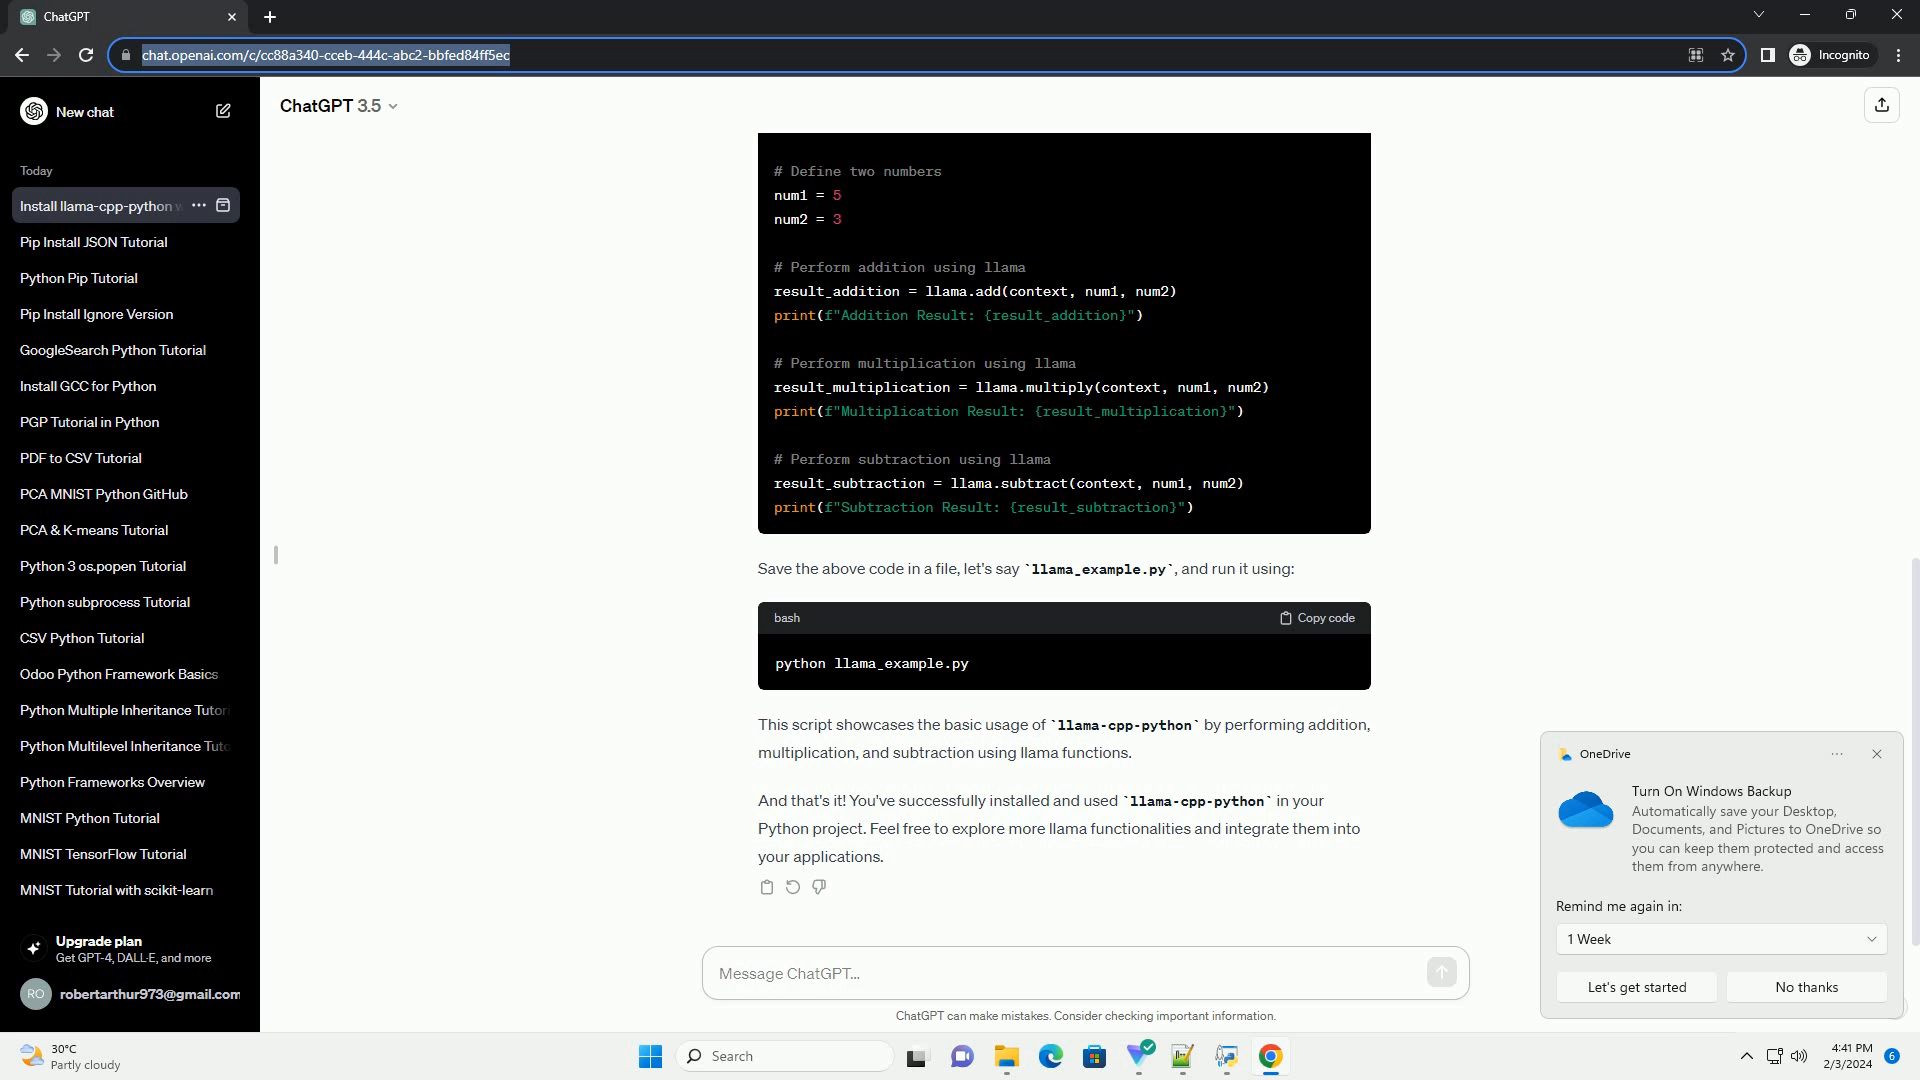 ChatGPT
chat.openai.com/c/cc88a340-cceb-444c-abc2-bbfed84ff5ec
Incognito
New chat
Today
Install llama-cpp-python w
Pip Install JSON Tutorial
Python Pip Tutorial
Pip Install Ignore Version
GoogleSearch Python Tutorial
Install GCC for Python
PGP Tutorial in Python
PDF to CSV Tutorial
PCA MNIST Python GitHub
PCA & K-means Tutorial
Python 3 os.popen Tutorial
Python subprocess Tutorial
CSV Python Tutorial
Odoo Python Framework Basics
Python Multiple Inheritance Tutori
Python Multilevel Inheritance Tuto
Python Frameworks Overview
MNIST Python Tutorial
MNIST TensorFlow Tutorial
MNIST Tutorial with scikit-learn
Upgrade plan
Get GPT-4, DALL·E, and more
RO
robertarthur973@gmail.com
ChatGPT 3.5
# Define two numbers
num1 = 5
num2 = 3
# Perform addition using llama
result_addition = llama.add(context, num1, num2)
print(f"Addition Result: {result_addition}")
# Perform multiplication using llama
result_multiplication = llama.multiply(context, num1, num2)
print(f"Multiplication Result: {result_multiplication}")
# Perform subtraction using llama
result_subtraction = llama.subtract(context, num1, num2)
print(f"Subtraction Result: {result_subtraction}")
Save the above code in a file, let's say `llama_example.py`, and run it using:
bash
Copy code
python llama_example.py
This script showcases the basic usage of `llama-cpp-python` by performing addition,
multiplication, and subtraction using llama functions.
And that's it! You've successfully installed and used `llama-cpp-python` in your
Python project. Feel free to explore more llama functionalities and integrate them into
your applications.
Message ChatGPT...
ChatGPT can make mistakes. Consider checking important information.
OneDrive
Turn On Windows Backup
Automatically save your Desktop,
Documents, and Pictures to OneDrive so
you can keep them protected and access
them from anywhere.
Remind me again in:
1 Week
Let's get started
No thanks
30°C
Partly cloudy
Search
4:41 PM
2/3/2024
6